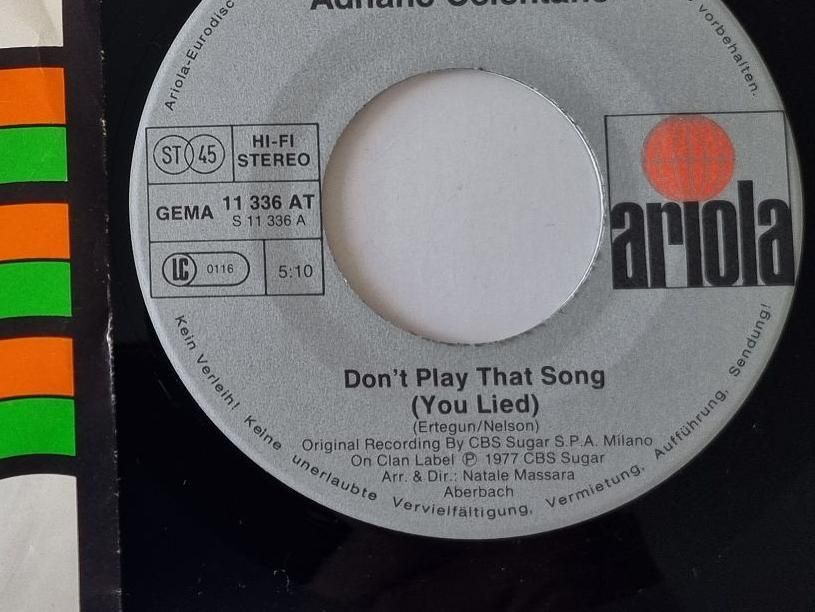 Adriano Celentano
Ariola-Eurodisc
vorbehalten.
ST 45
HI-FI
STEREO
GEMA 11 336 AT
S 11 336 A
LC 0116
5:10
ariola
Don't Play That Song
(You Lied)
(Ertegun/Nelson)
Original Recording By CBS Sugar S.P.A. Milano
On Clan Label Ⓟ 1977 CBS Sugar
Arr. & Dir.: Natale Massara
Aberbach
Kein Verleih! Keine unerlaubte Vervielfältigung, Vermietung, Aufführung, Sendung!